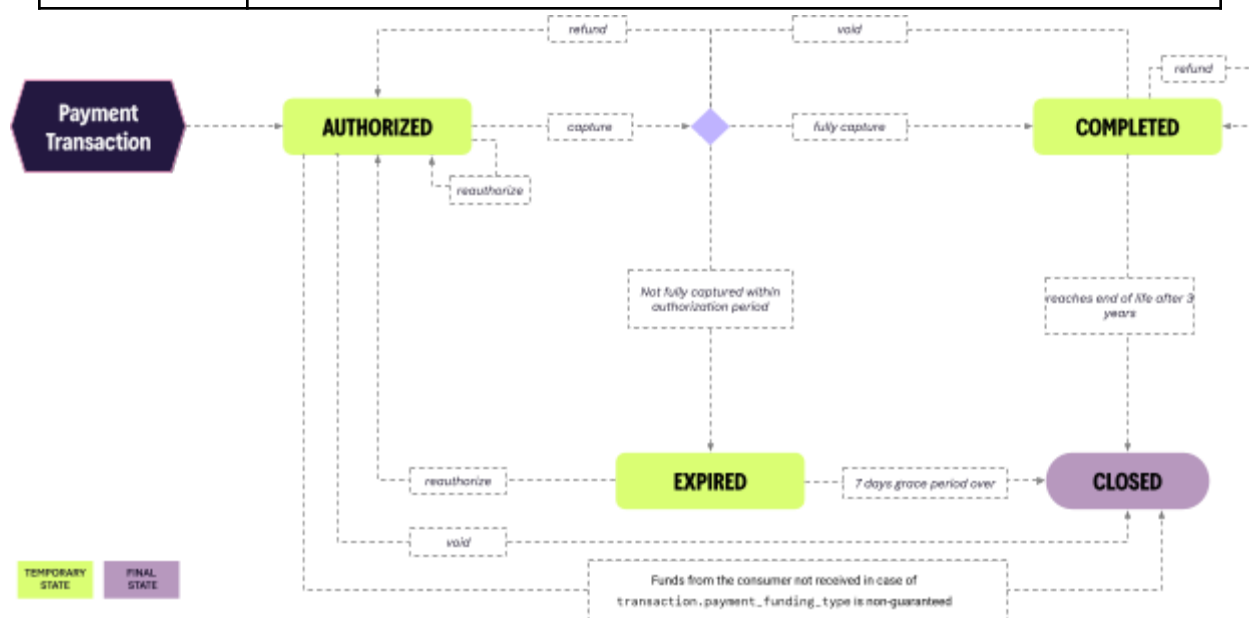 refund
void
refund
Payment
Transaction
AUTHORIZED
capture
fully capture
COMPLETED
reauthorize
Not fully captured within
authorization period
reaches end of life after 3
years
reauthorize
EXPIRED
7 days grace period over
CLOSED
void
TEMPORARY
STATE
FINAL
STATE
Funds from the consumer not received in case of
transaction.payment_funding_type is non-guaranteed